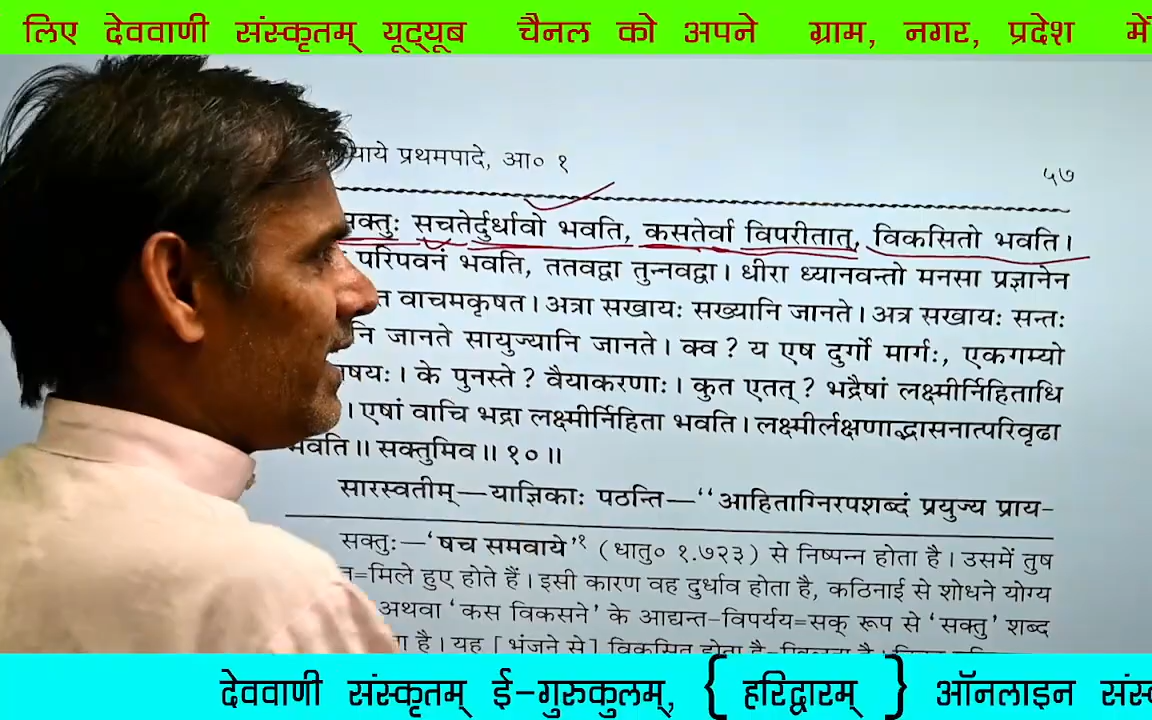 लिए देववाणी संस्कृतम् यूट्यूब चैनल को अपने ग्राम, नगर, प्रदेश में
प्रथमपादे, आ० १
५७
सक्तुः सचतेर्दुर्धावो भवति, कसतेर्वा विपरीतात्, विकसितो भवति।
परिपवनं भवति, ततवद्वा तुन्नवद्वा। धीरा ध्यानवन्तो मनसा प्रज्ञानेन
वाचमकृषत। अत्रा सखायः सख्यानि जानते। अत्र सखायः सन्तः
जानते सायुज्यानि जानते। क्व? य एष दुर्गो मार्गः, एकगम्यो
के पुनस्ते? वैयाकरणाः। कुत एतत्? भद्रैषां लक्ष्मीर्निहिताधि
। एषां वाचि भद्रा लक्ष्मीर्निहिता भवति। लक्ष्मीर्लक्षणाद्भासनात्परिवृढा
भवति॥ सक्तुमिव॥ १०॥
सारस्वतीम्—याज्ञिकाः पठन्ति—‘‘आहिताग्निरपशब्दं प्रयुज्य प्राय-
सक्तुः—‘षच समवाये’१ (धातु० १.७२३) से निष्पन्न होता है। उसमें तुष
=मिले हुए होते हैं। इसी कारण वह दुर्धाव होता है, कठिनाई से शोधने योग्य
अथवा ‘कस विकसने’ के आद्यन्त-विपर्यय=सक् रूप से ‘सक्तु’ शब्द
है। यह [भंजने से] विकसित होता है
देववाणी संस्कृतम् ई-गुरुकुलम्, { हरिद्वारम् } ऑनलाइन संस्